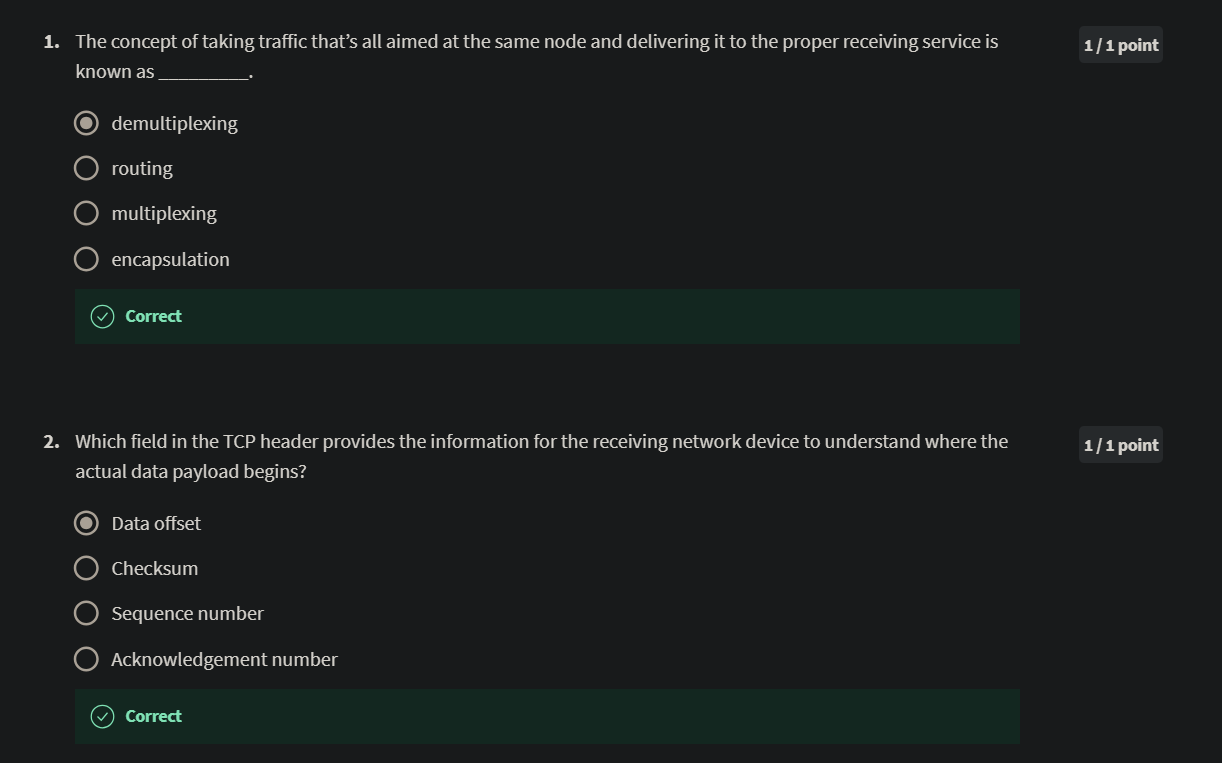 1. The concept of taking traffic that’s all aimed at the same node and delivering it to the proper receiving service is
known as _________.
1 / 1 point
demultiplexing
routing
multiplexing
encapsulation
Correct
2. Which field in the TCP header provides the information for the receiving network device to understand where the
actual data payload begins?
1 / 1 point
Data offset
Checksum
Sequence number
Acknowledgement number
Correct